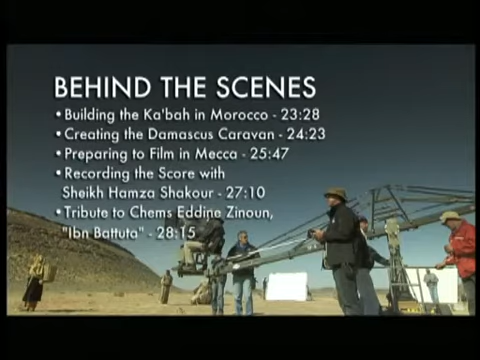 BEHIND THE SCENES
•Building the Ka'bah in Morocco - 23:28
•Creating the Damascus Caravan - 24:23
•Preparing to Film in Mecca - 25:47
•Recording the Score with
Sheikh Hamza Shakour - 27:10
•Tribute to Chems Eddine Zinoun,
"Ibn Battuta" - 28:15